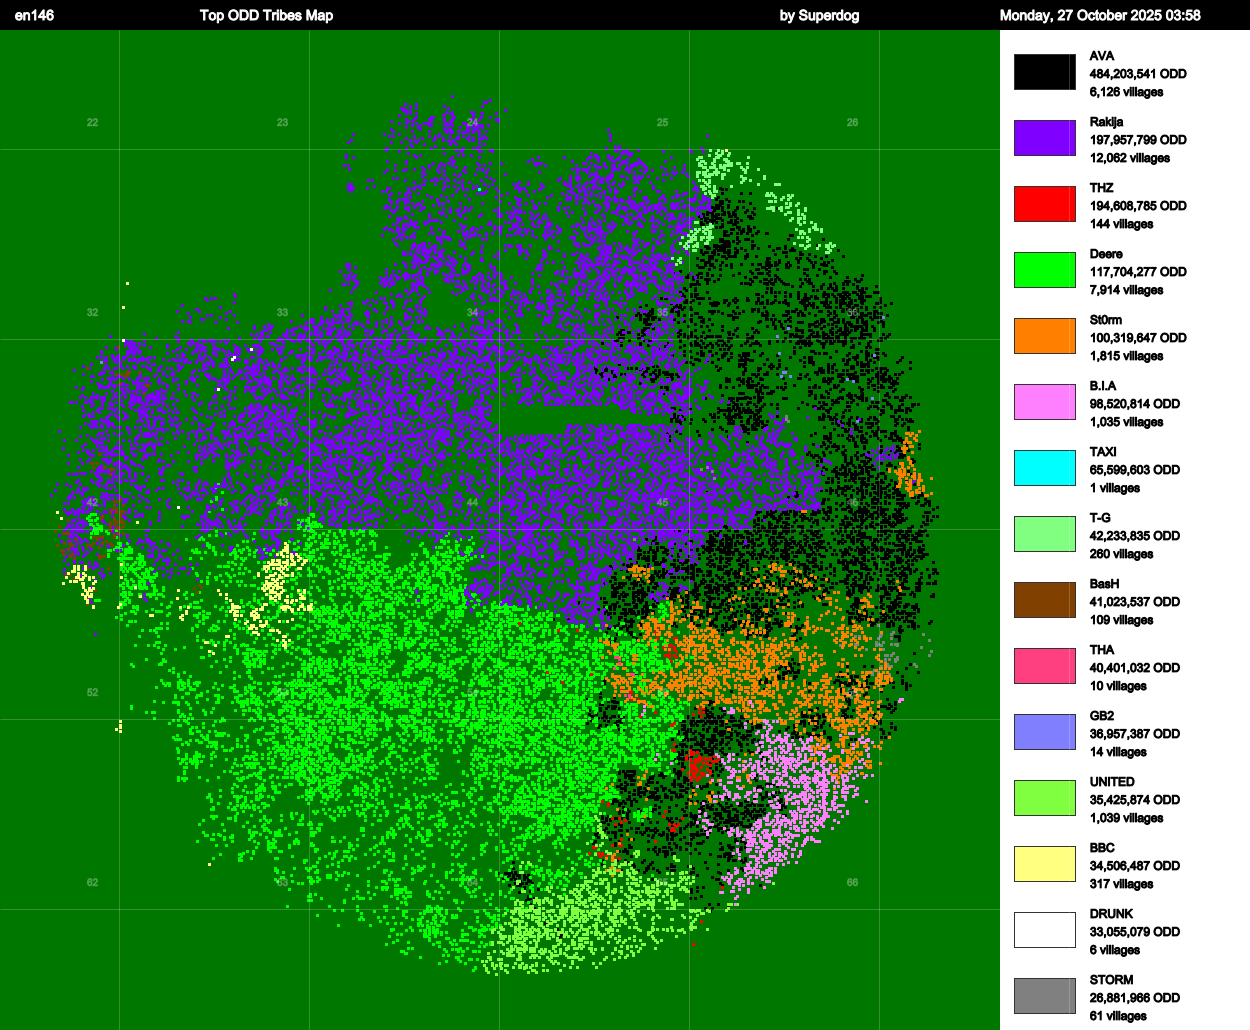 en146 Top ODD Tribes Map by Superdog Monday, 27 October 2025 03:58
AVA
484,203,541 ODD
6,126 villages
22 23 24 25 26
Rakija
197,957,799 ODD
12,062 villages
THZ
194,608,785 ODD
144 villages
Deere
117,704,277 ODD
7,914 villages
32 33 34 35 36
St0rm
100,319,647 ODD
1,815 villages
B.I.A
98,520,814 ODD
1,035 villages
TAXI
65,599,603 ODD
1 villages
42 43 44 45 46
T-G
42,233,835 ODD
260 villages
BasH
41,023,537 ODD
109 villages
THA
40,401,032 ODD
10 villages
52
GB2
36,957,387 ODD
14 villages
UNITED
35,425,874 ODD
1,039 villages
BBC
34,506,487 ODD
317 villages
62 63 64 66
DRUNK
33,055,079 ODD
6 villages
STORM
26,881,966 ODD
61 villages